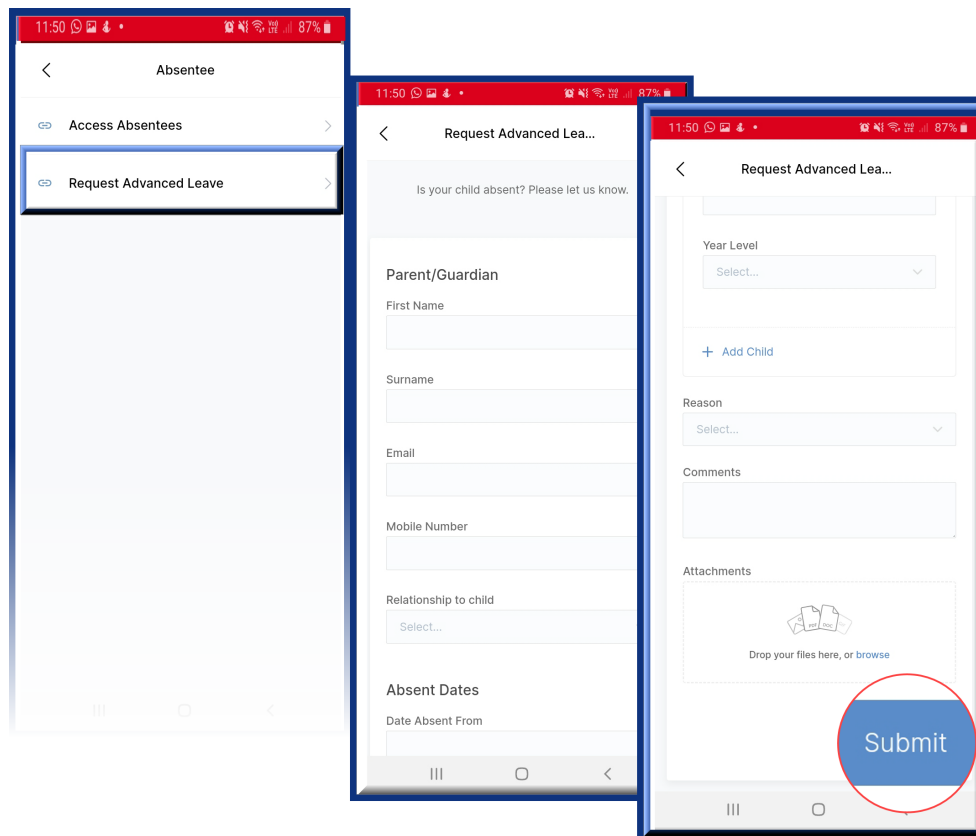 11:50 87%
Absentee
Access Absentees
Request Advanced Leave
11:50 87%
Request Advanced Lea...
Is your child absent? Please let us know.
Parent/Guardian
First Name
Surname
Email
Mobile Number
Relationship to child
Select...
Absent Dates
Date Absent From
11:50 87%
Request Advanced Lea...
Year Level
Select...
+ Add Child
Reason
Select...
Comments
Attachments
PDF DOC
Drop your files here, or browse
Submit